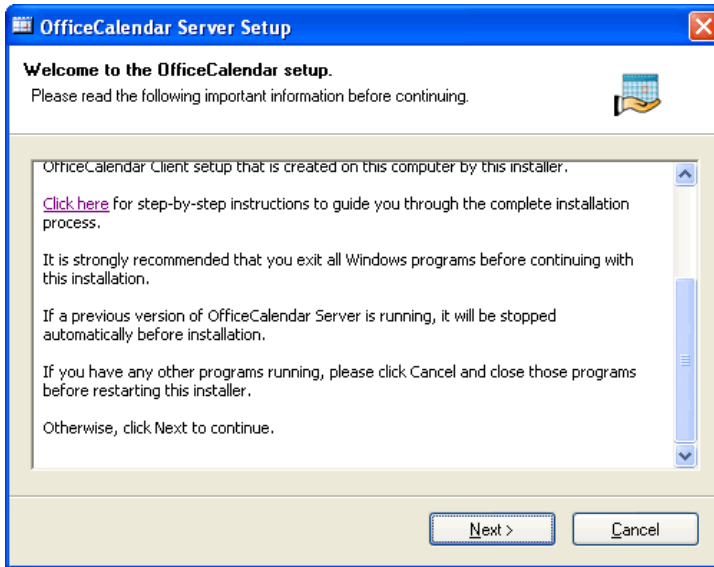 OfficeCalendar Server Setup
Welcome to the OfficeCalendar setup.
Please read the following important information before continuing.
OfficeCalendar Client setup that is created on this computer by this installer.
Click here for step-by-step instructions to guide you through the complete installation
process.
It is strongly recommended that you exit all Windows programs before continuing with
this installation.
If a previous version of OfficeCalendar Server is running, it will be stopped
automatically before installation.
If you have any other programs running, please click Cancel and close those programs
before restarting this installer.
Otherwise, click Next to continue.
Next >
Cancel